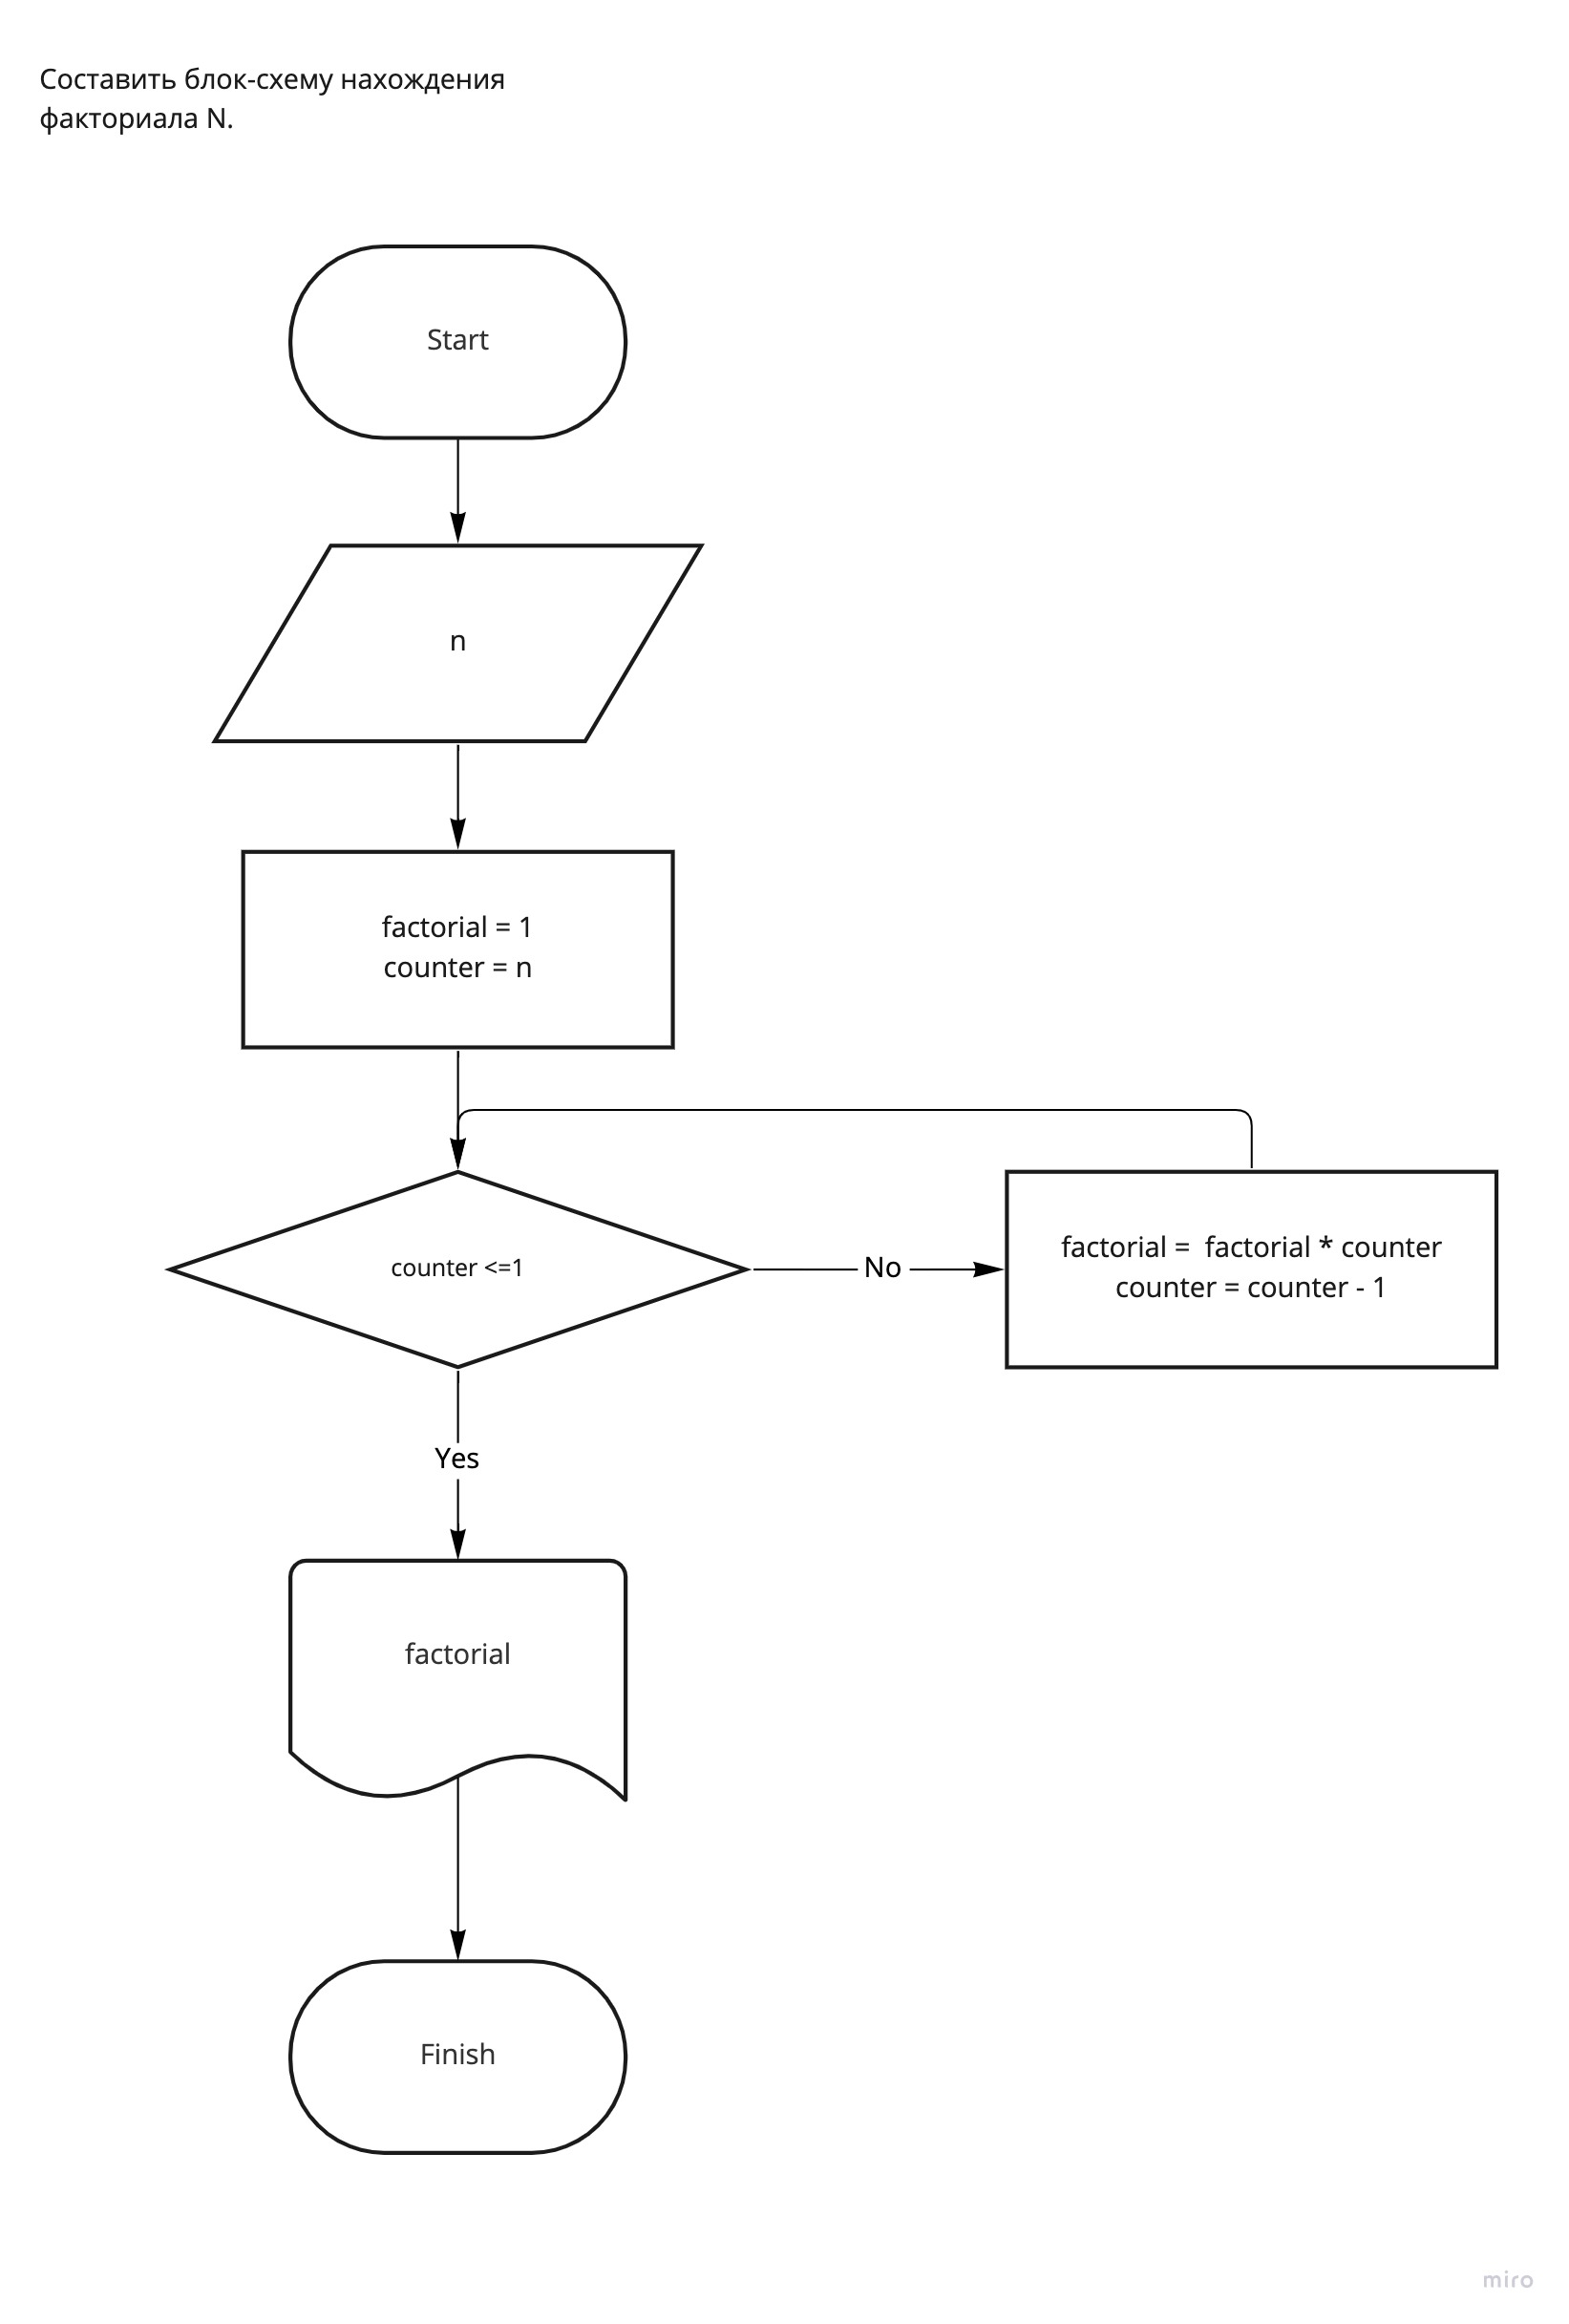 Составить блок-схему нахождения
факториала N.
Start
n
factorial = 1
counter = n
counter <=1
No
factorial =  factorial * counter
counter = counter - 1
Yes
factorial
Finish
miro